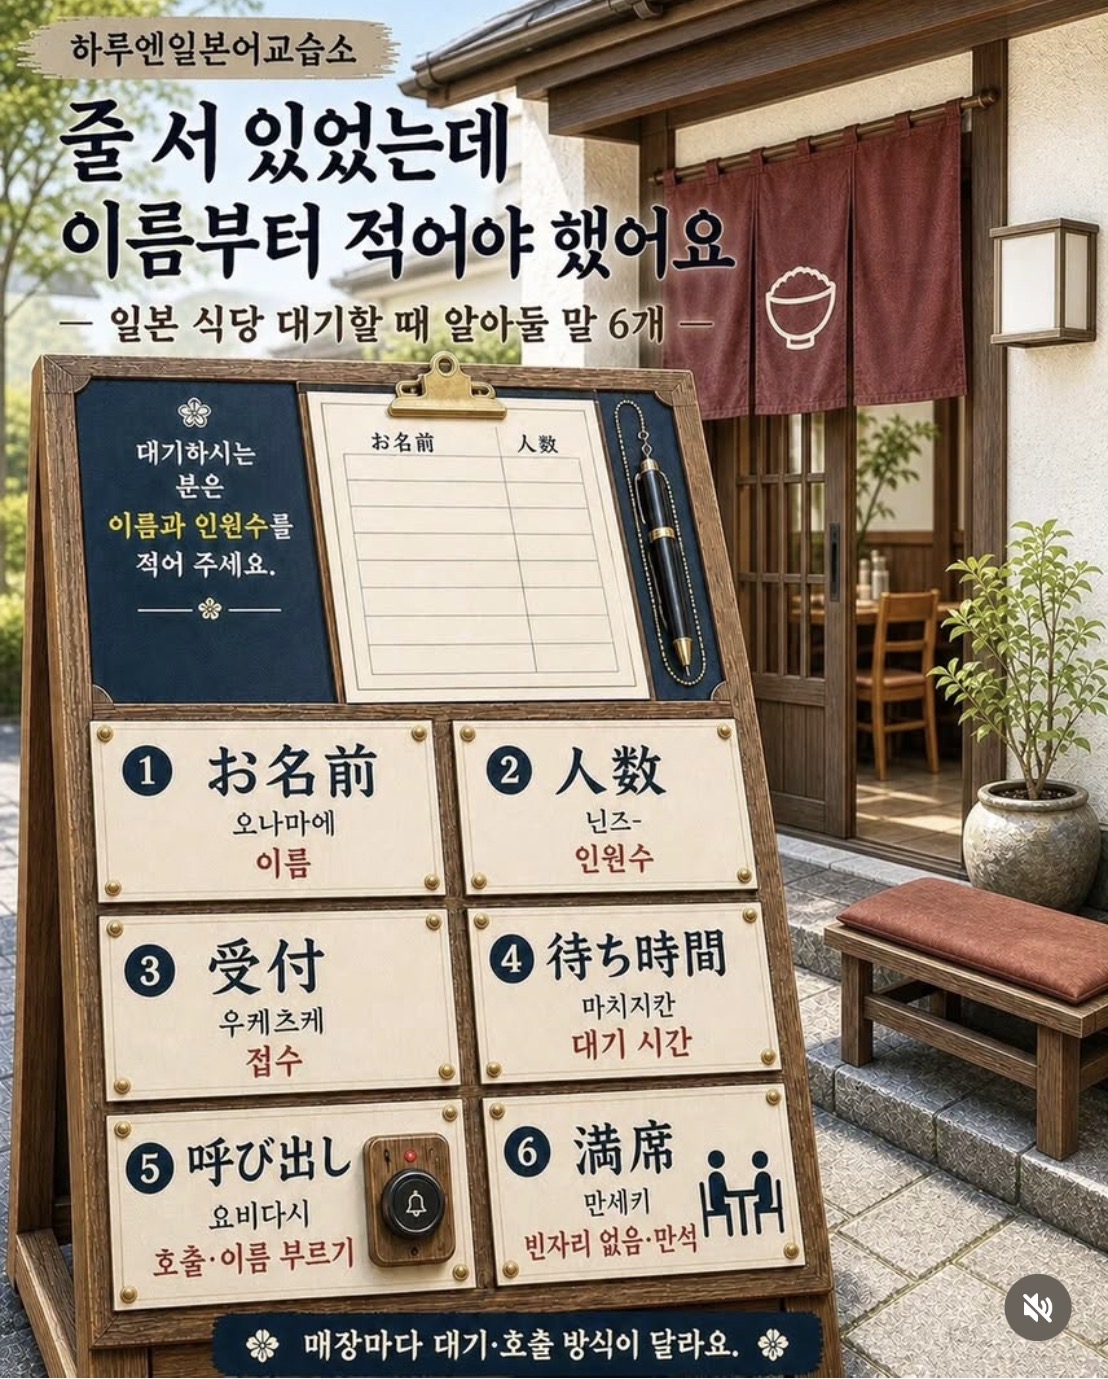 하루엔일본어교습소
줄 서 있었는데
이름부터 적어야 했어요
— 일본 식당 대기할 때 알아둘 말 6개 —
대기하시는
분은
이름과 인원수를
적어 주세요.
お名前 人数
1 お名前
오나마에
이름
2 人数
닌즈-
인원수
3 受付
우케츠케
접수
4 待ち時間
마치지칸
대기 시간
5 呼び出し
요비다시
호출·이름 부르기
6 満席
만세키
빈자리 없음·만석
매장마다 대기·호출 방식이 달라요.